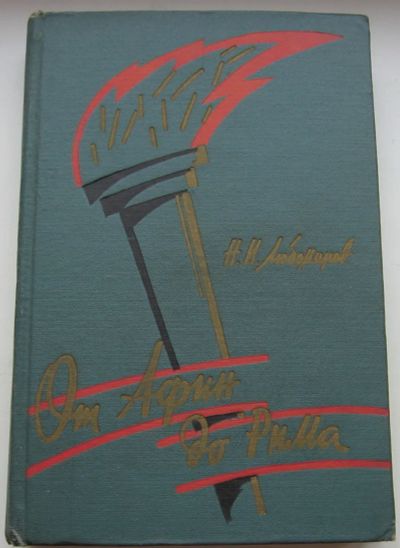 Н. И. Любомиров
От Афин
до Рима